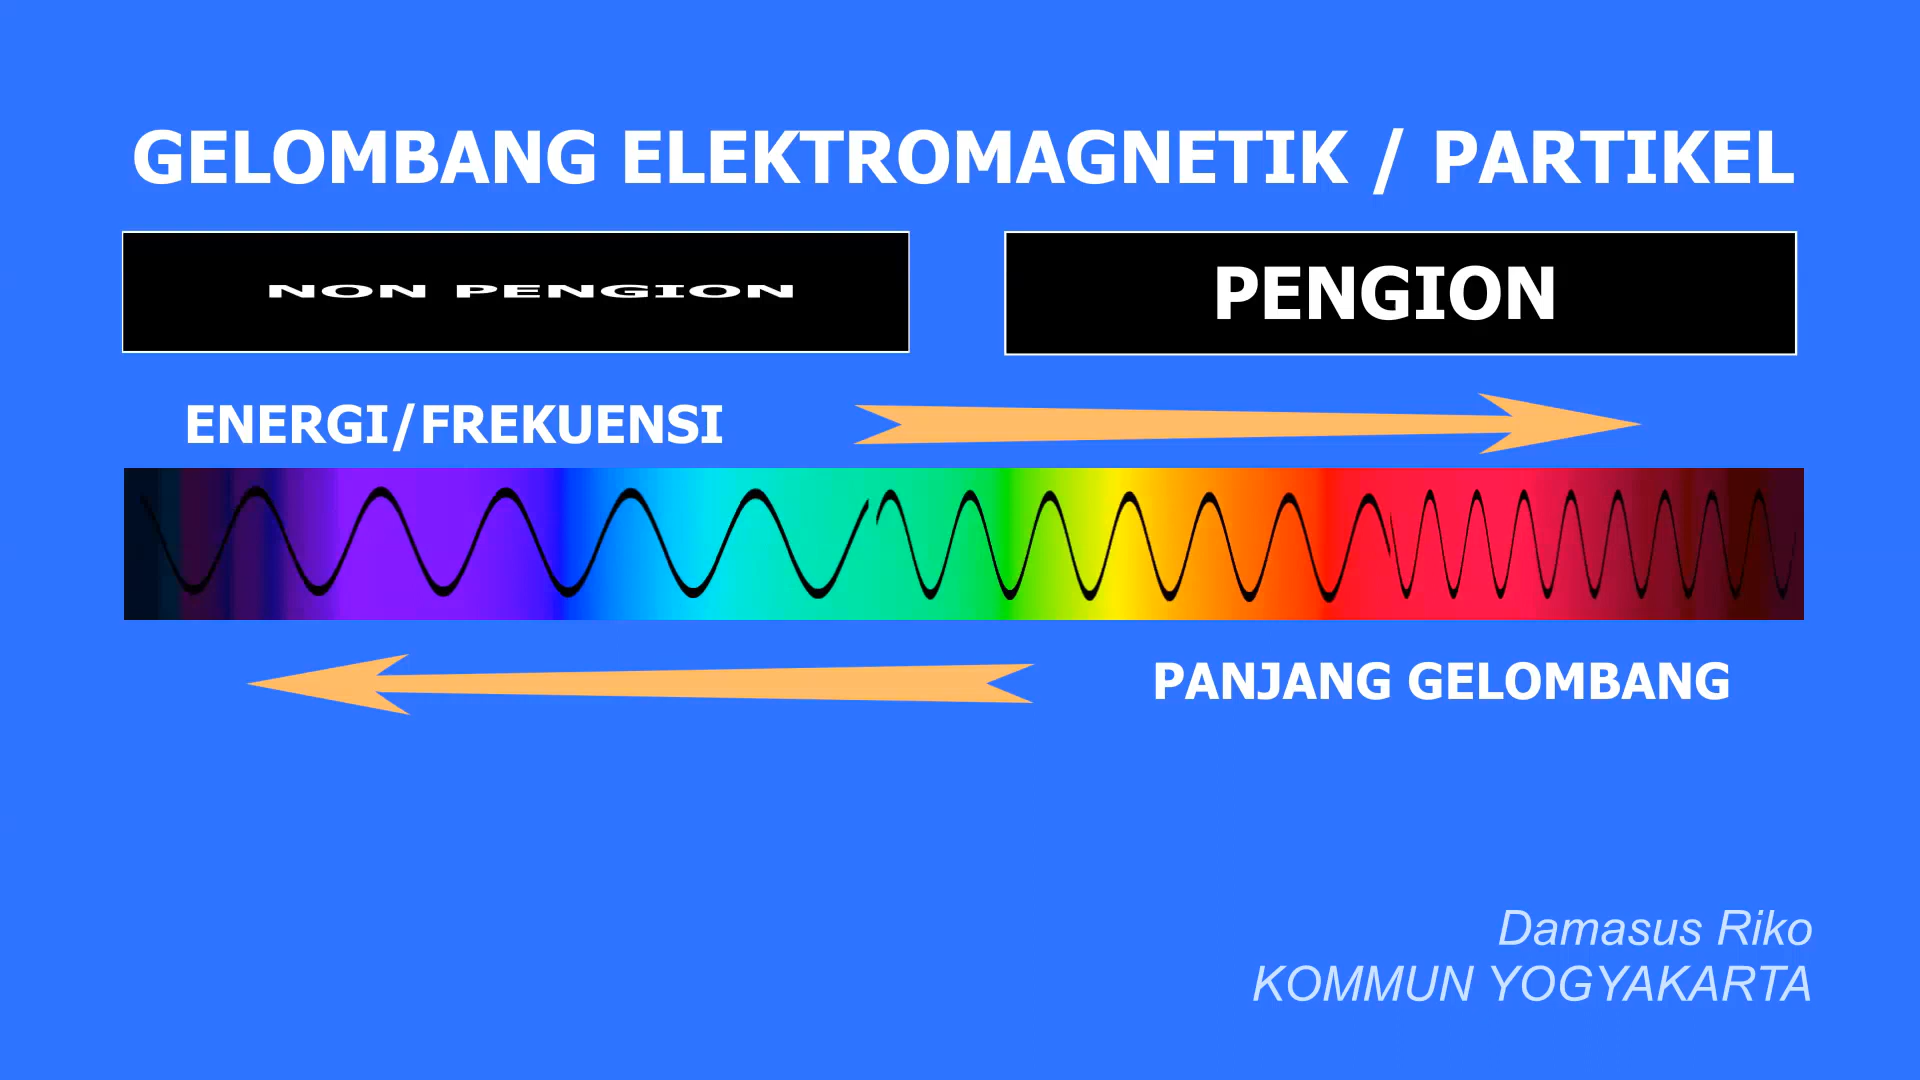 GELOMBANG ELEKTROMAGNETIK / PARTIKEL
NON PENGION
PENGION
ENERGI/FREKUENSI
PANJANG GELOMBANG
Damasus Riko
KOMMUN YOGYAKARTA